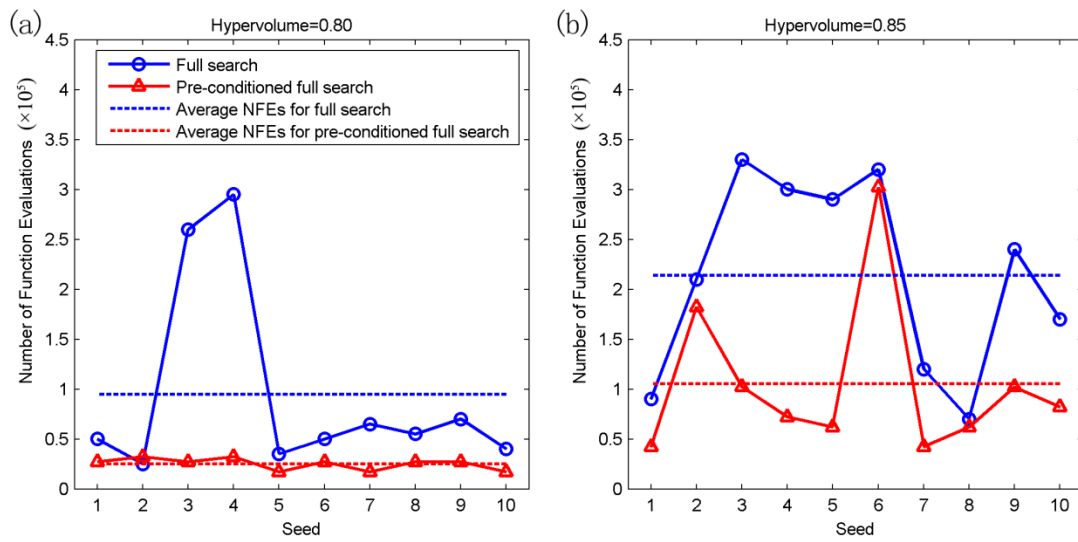 (a)
Hypervolume=0.80
4.5
4
3.5
3
2.5
2
1.5
1
0.5
0
Number of Function Evaluations (×10⁵)
Full search
Pre-conditioned full search
Average NFEs for full search
Average NFEs for pre-conditioned full search
1 2 3 4 5 6 7 8 9 10
Seed
(b)
Hypervolume=0.85
4.5
4
3.5
3
2.5
2
1.5
1
0.5
0
Number of Function Evaluations (×10⁵)
1 2 3 4 5 6 7 8 9 10
Seed